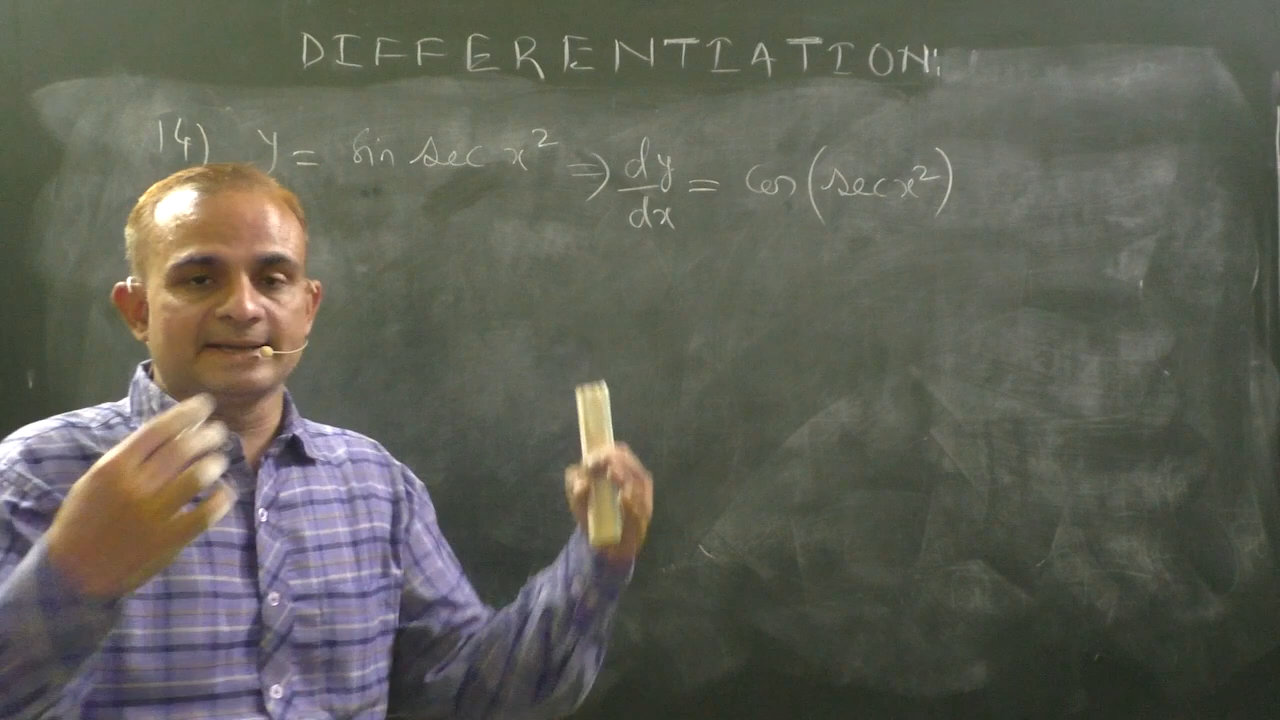 DIFFERENTIATION:
14) y = sin sec x² ⇒ dy/dx = cos(sec x²)